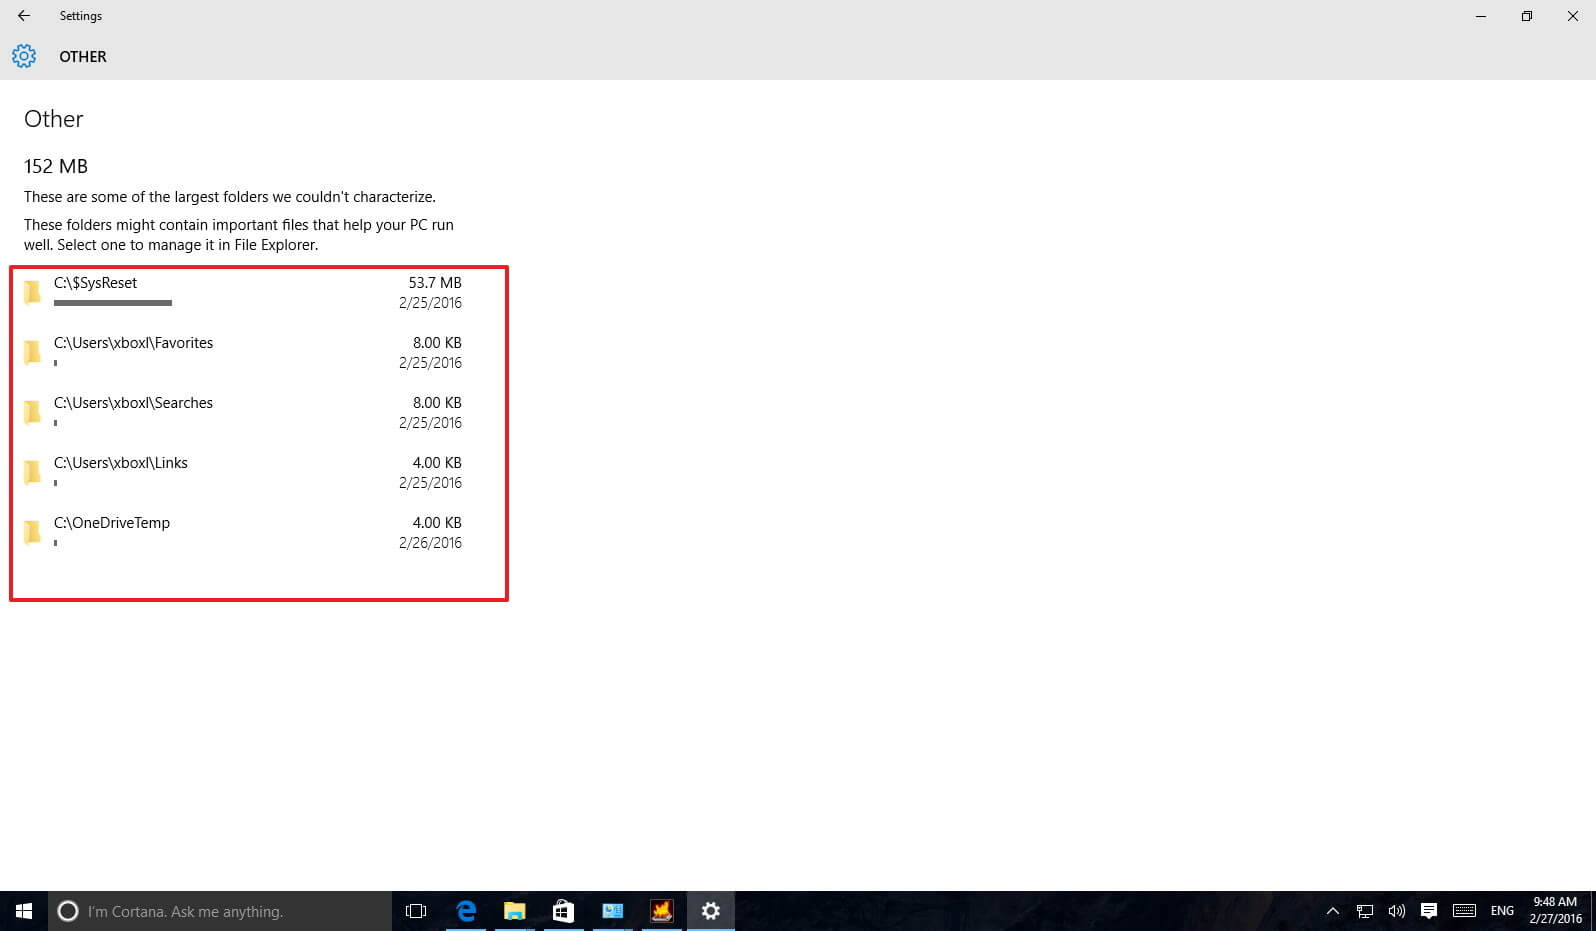 Settings
OTHER
Other
152 MB
These are some of the largest folders we couldn't characterize.
These folders might contain important files that help your PC run
well. Select one to manage it in File Explorer.
C:\$SysReset 53.7 MB
2/25/2016
C:\Users\xboxl\Favorites 8.00 KB
2/25/2016
C:\Users\xboxl\Searches 8.00 KB
2/25/2016
C:\Users\xboxl\Links 4.00 KB
2/25/2016
C:\OneDriveTemp 4.00 KB
2/26/2016
I'm Cortana. Ask me anything.
ENG
9:48 AM
2/27/2016